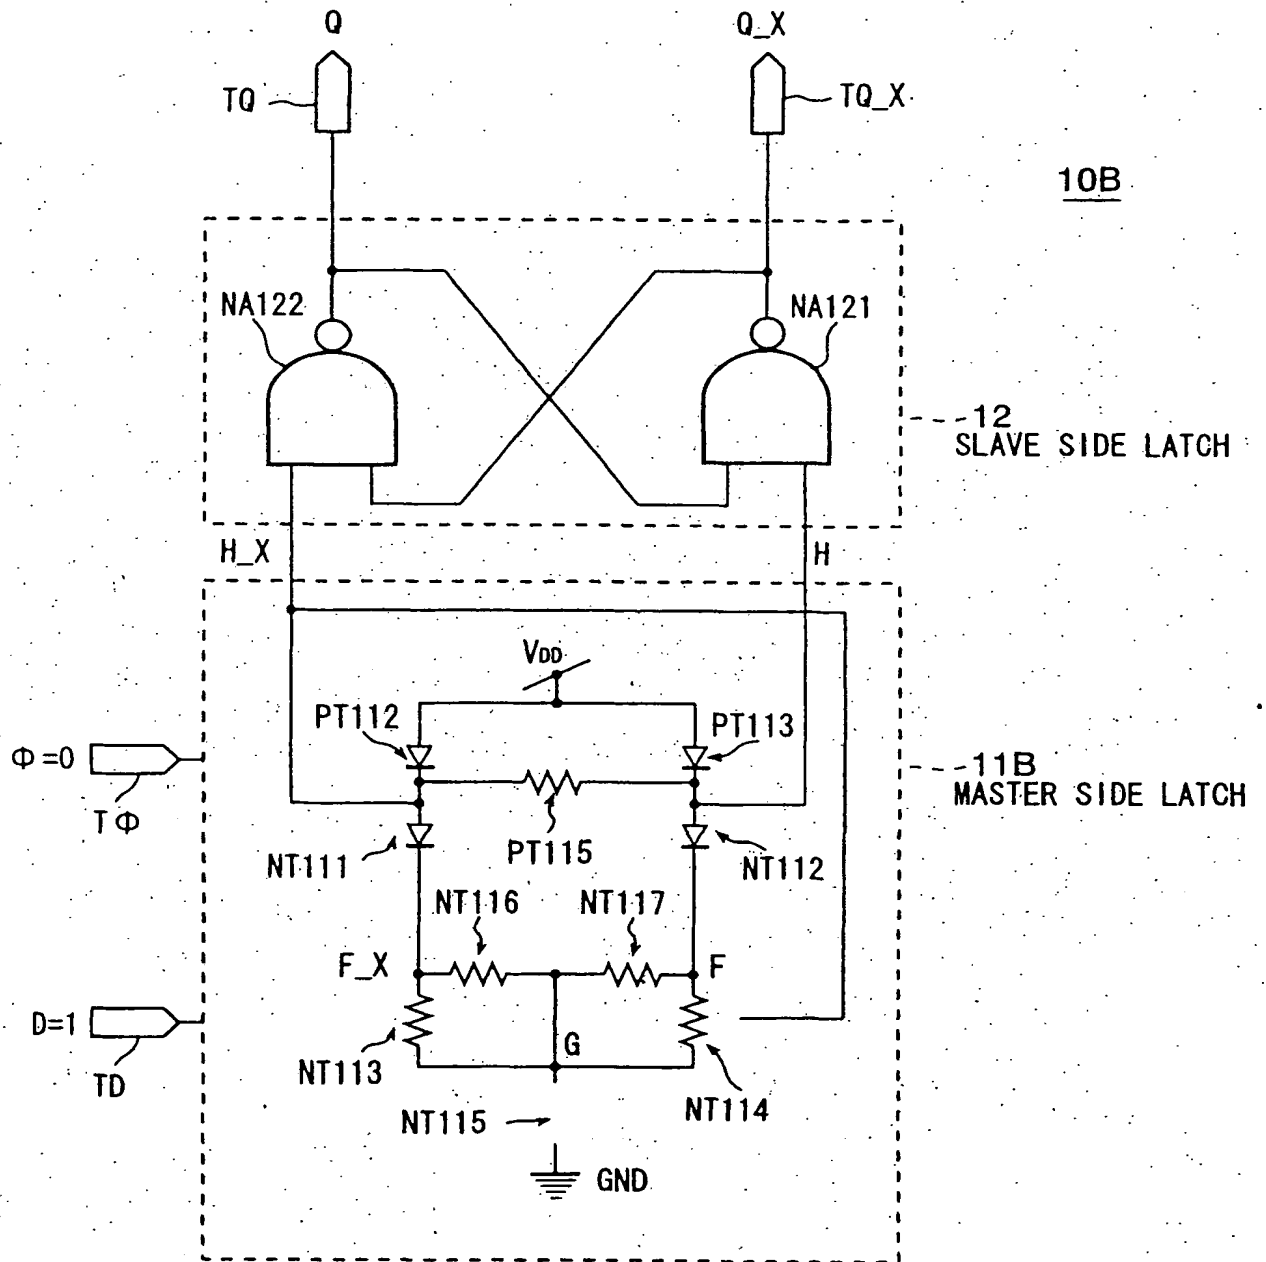 Q
Q_X
TQ
TQ_X
10B
NA122
NA121
12
SLAVE SIDE LATCH
H_X
H
VDD
PT112
PT113
Φ=0
TΦ
11B
MASTER SIDE LATCH
NT111
PT115
NT112
NT116
NT117
F_X
F
D=1
TD
G
NT113
NT114
NT115
GND